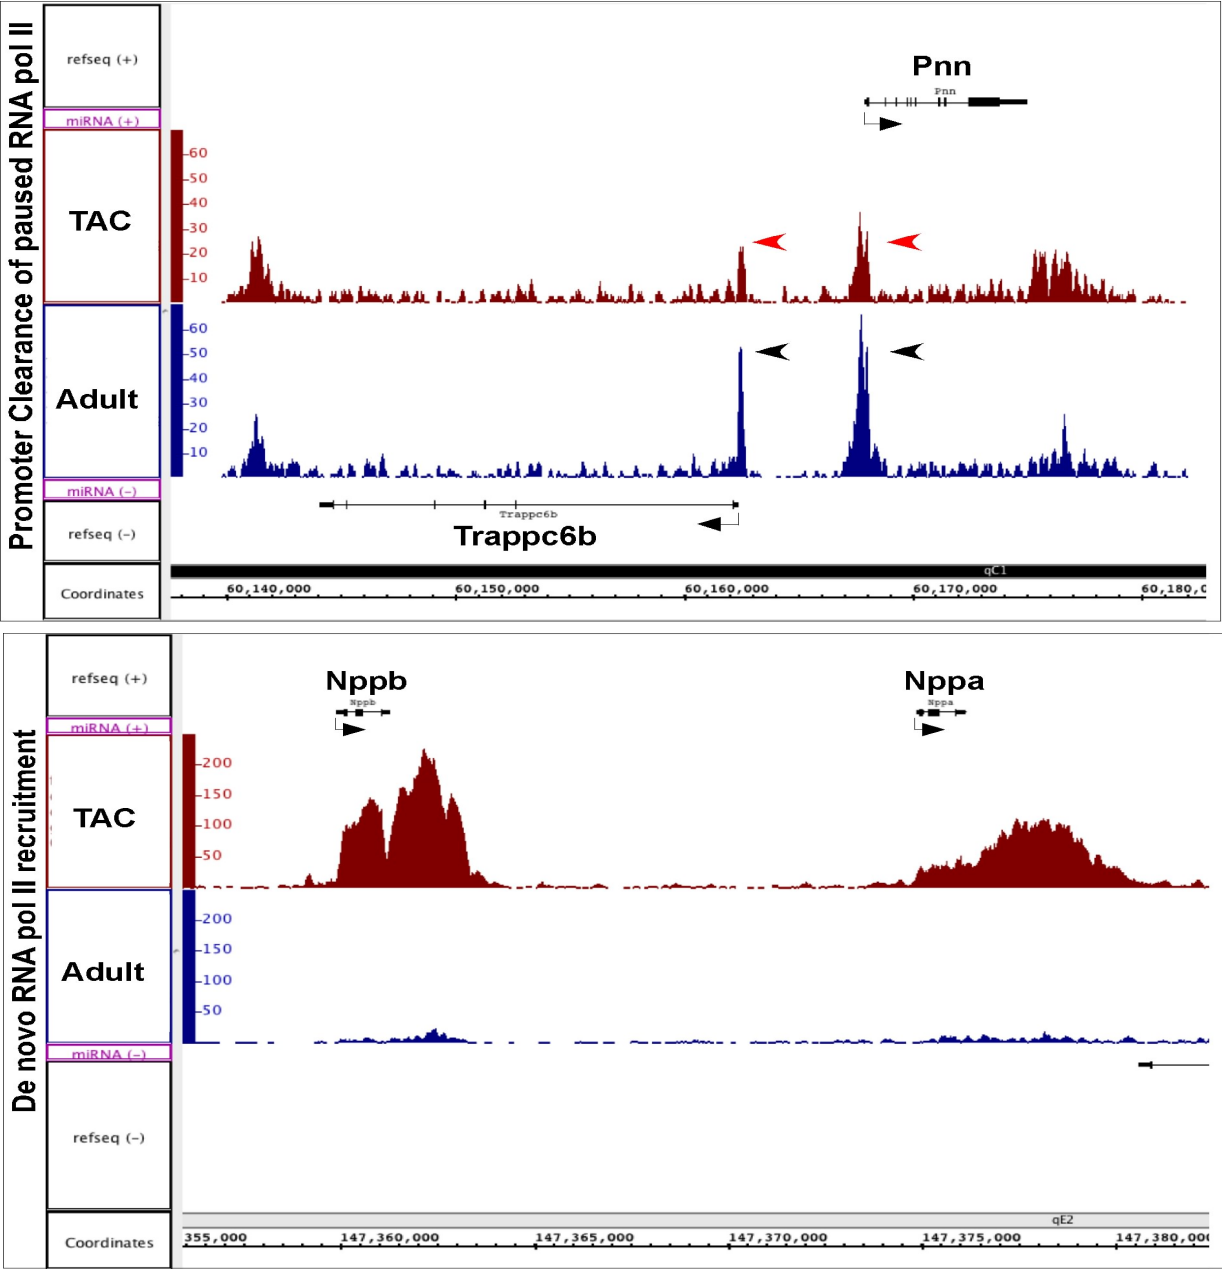 Promoter Clearance of paused RNA pol II
refseq (+)
Pnn
Pnn
miRNA (+)
TAC
60
50
40
30
20
10
Adult
60
50
40
30
20
10
miRNA (-)
refseq (-)
Trappc6b
Trappc6b
qC1
Coordinates
60,140,000 60,150,000 60,160,000 60,170,000 60,180,0
De novo RNA pol II recruitment
refseq (+)
Nppb
Nppb
Nppa
Nppa
miRNA (+)
TAC
200
150
100
50
Adult
200
150
100
50
miRNA (-)
refseq (-)
qE2
Coordinates
355,000 147,360,000 147,365,000 147,370,000 147,375,000 147,380,000